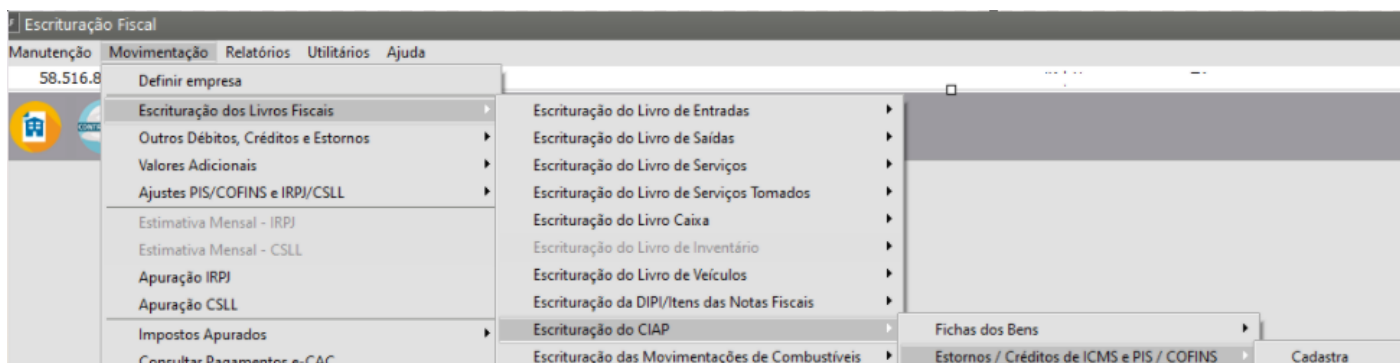 Escrituração Fiscal
Manutenção Movimentação Relatórios Utilitários Ajuda
58.516.8
Definir empresa
Escrituração dos Livros Fiscais
Outros Débitos, Créditos e Estornos
Valores Adicionais
Ajustes PIS/COFINS e IRPJ/CSLL
Estimativa Mensal - IRPJ
Estimativa Mensal - CSLL
Apuração IRPJ
Apuração CSLL
Impostos Apurados
Consultar Pagamentos e-CAC
Escrituração do Livro de Entradas
Escrituração do Livro de Saídas
Escrituração do Livro de Serviços
Escrituração do Livro de Serviços Tomados
Escrituração do Livro Caixa
Escrituração do Livro de Inventário
Escrituração do Livro de Veículos
Escrituração da DIPI/Itens das Notas Fiscais
Escrituração do CIAP
Escrituração das Movimentações de Combustíveis
Fichas dos Bens
Estornos / Créditos de ICMS e PIS / COFINS
Cadastra